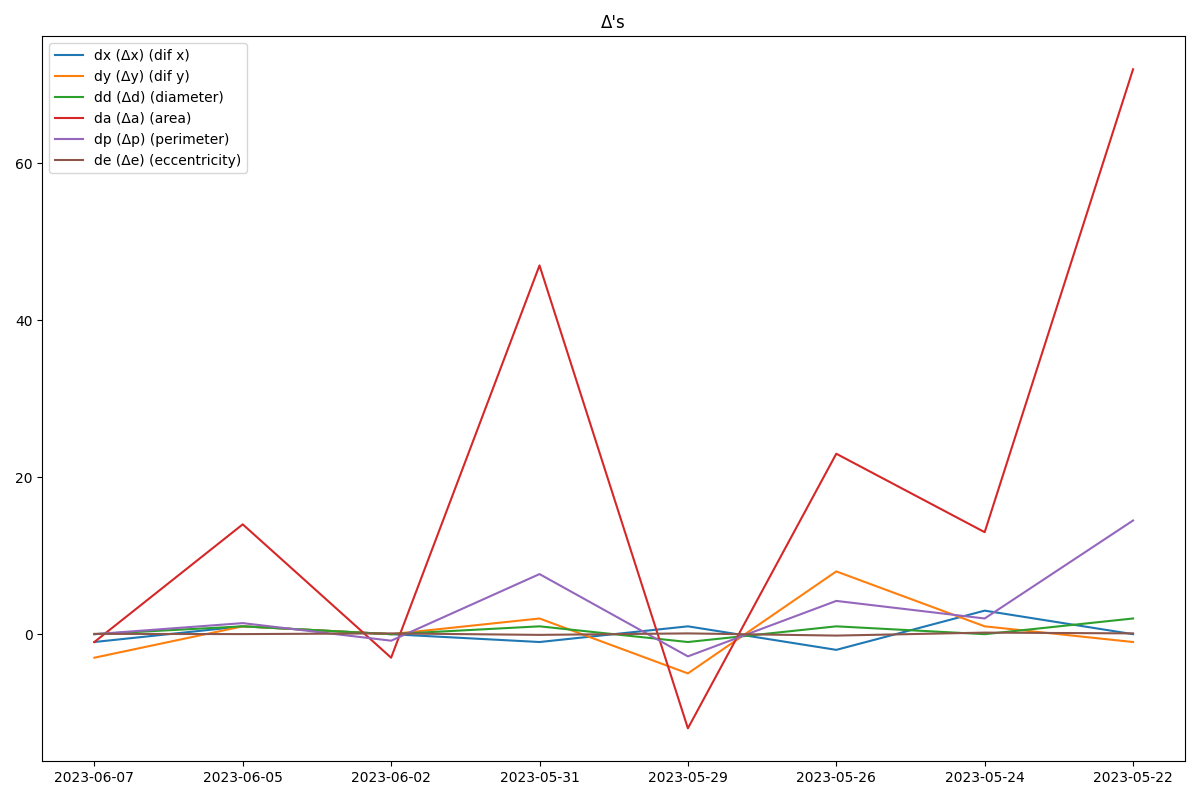 Δ's
dx (Δx) (dif x)
dy (Δy) (dif y)
dd (Δd) (diameter)
da (Δa) (area)
dp (Δp) (perimeter)
de (Δe) (eccentricity)
60
40
20
0
2023-06-07 2023-06-05 2023-06-02 2023-05-31 2023-05-29 2023-05-26 2023-05-24 2023-05-22